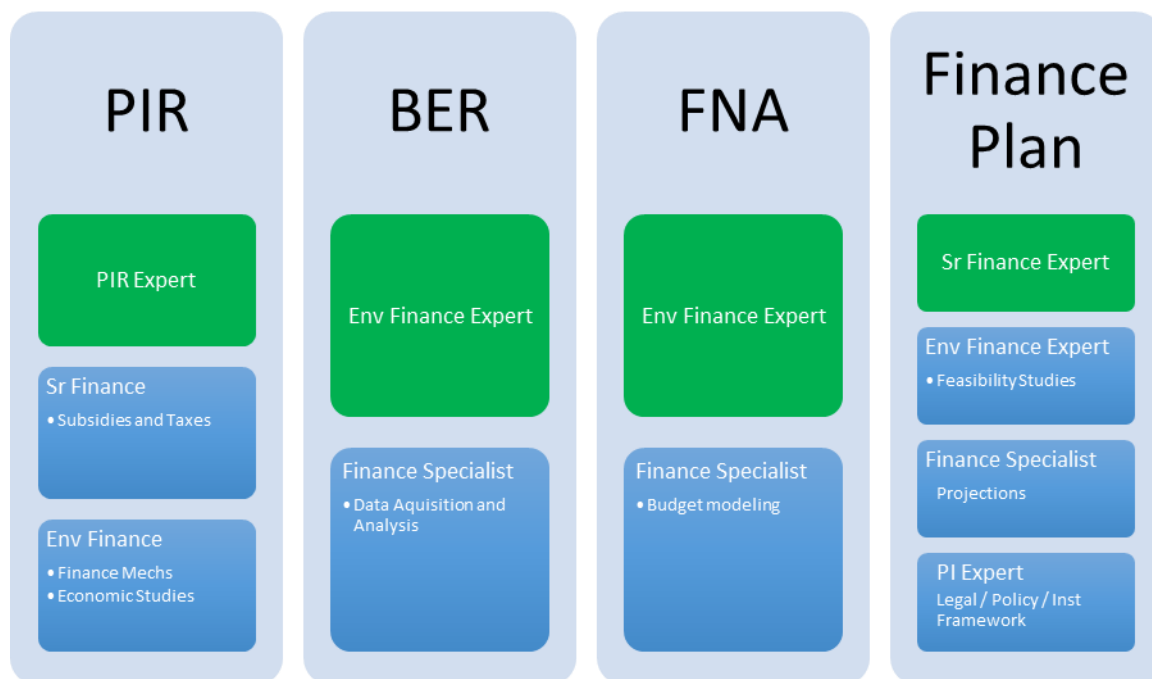 PIR
PIR Expert
Sr Finance
• Subsidies and Taxes
Env Finance
• Finance Mechs
• Economic Studies
BER
Env Finance Expert
Finance Specialist
• Data Aquisition and
Analysis
FNA
Env Finance Expert
Finance Specialist
• Budget modeling
Finance
Plan
Sr Finance Expert
Env Finance Expert
• Feasibility Studies
Finance Specialist
Projections
PI Expert
Legal / Policy / Inst
Framework